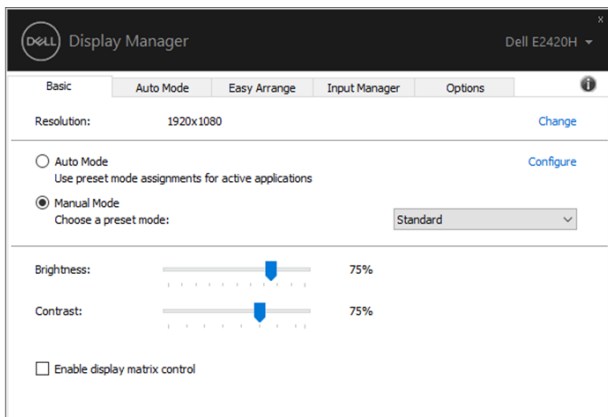 x
DELL Display Manager Dell E2420H
Basic Auto Mode Easy Arrange Input Manager Options i
Resolution: 1920x1080 Change
Auto Mode Configure
Use preset mode assignments for active applications
Manual Mode
Choose a preset mode: Standard
Brightness: 75%
Contrast: 75%
Enable display matrix control